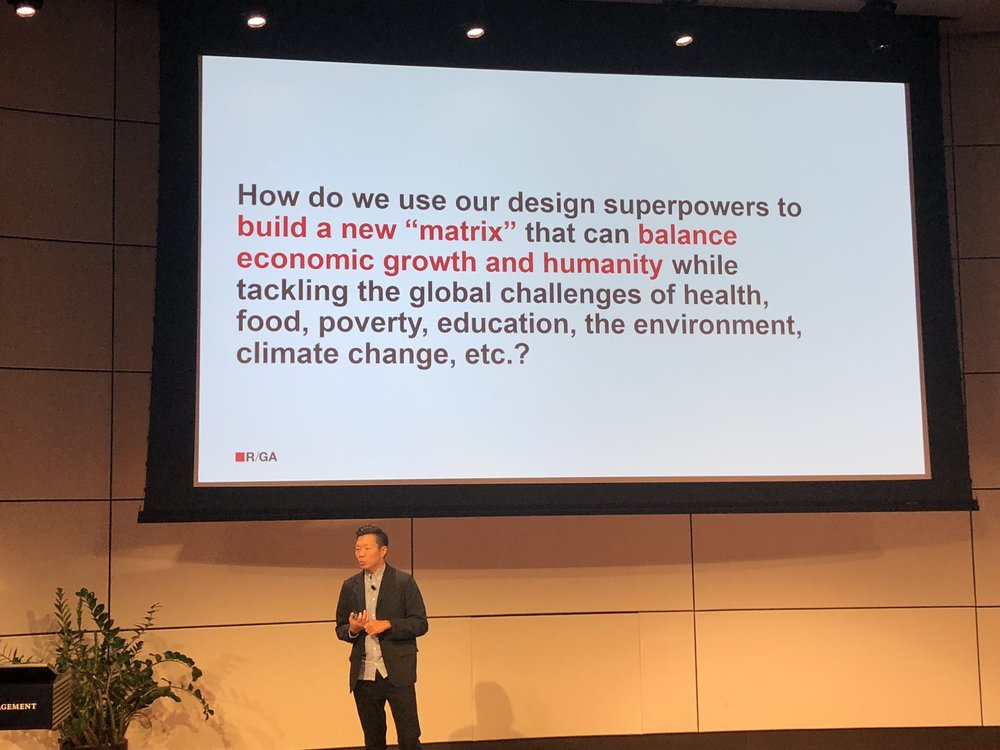 How do we use our design superpowers to
build a new “matrix” that can balance
economic growth and humanity while
tackling the global challenges of health,
food, poverty, education, the environment,
climate change, etc.?
R/GA